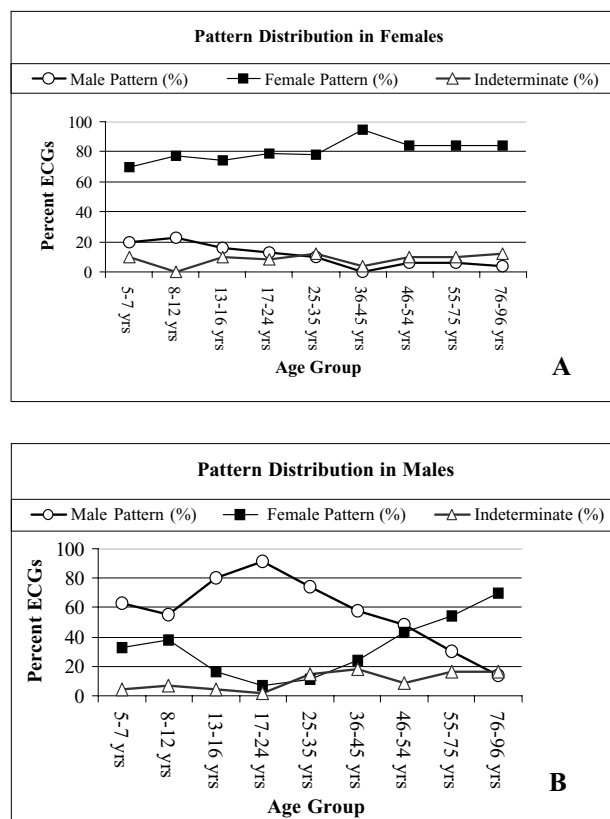 Pattern Distribution in Females
Male Pattern (%) Female Pattern (%) Indeterminate (%)
100
80
60
40
20
0
Percent ECGs
5-7 yrs
8-12 yrs
13-16 yrs
17-24 yrs
25-35 yrs
36-45 yrs
46-54 yrs
55-75 yrs
76-96 yrs
Age Group
A
Pattern Distribution in Males
Male Pattern (%) Female Pattern (%) Indeterminate (%)
100
80
60
40
20
0
Percent ECGs
5-7 yrs
8-12 yrs
13-16 yrs
17-24 yrs
25-35 yrs
36-45 yrs
46-54 yrs
55-75 yrs
76-96 yrs
Age Group
B